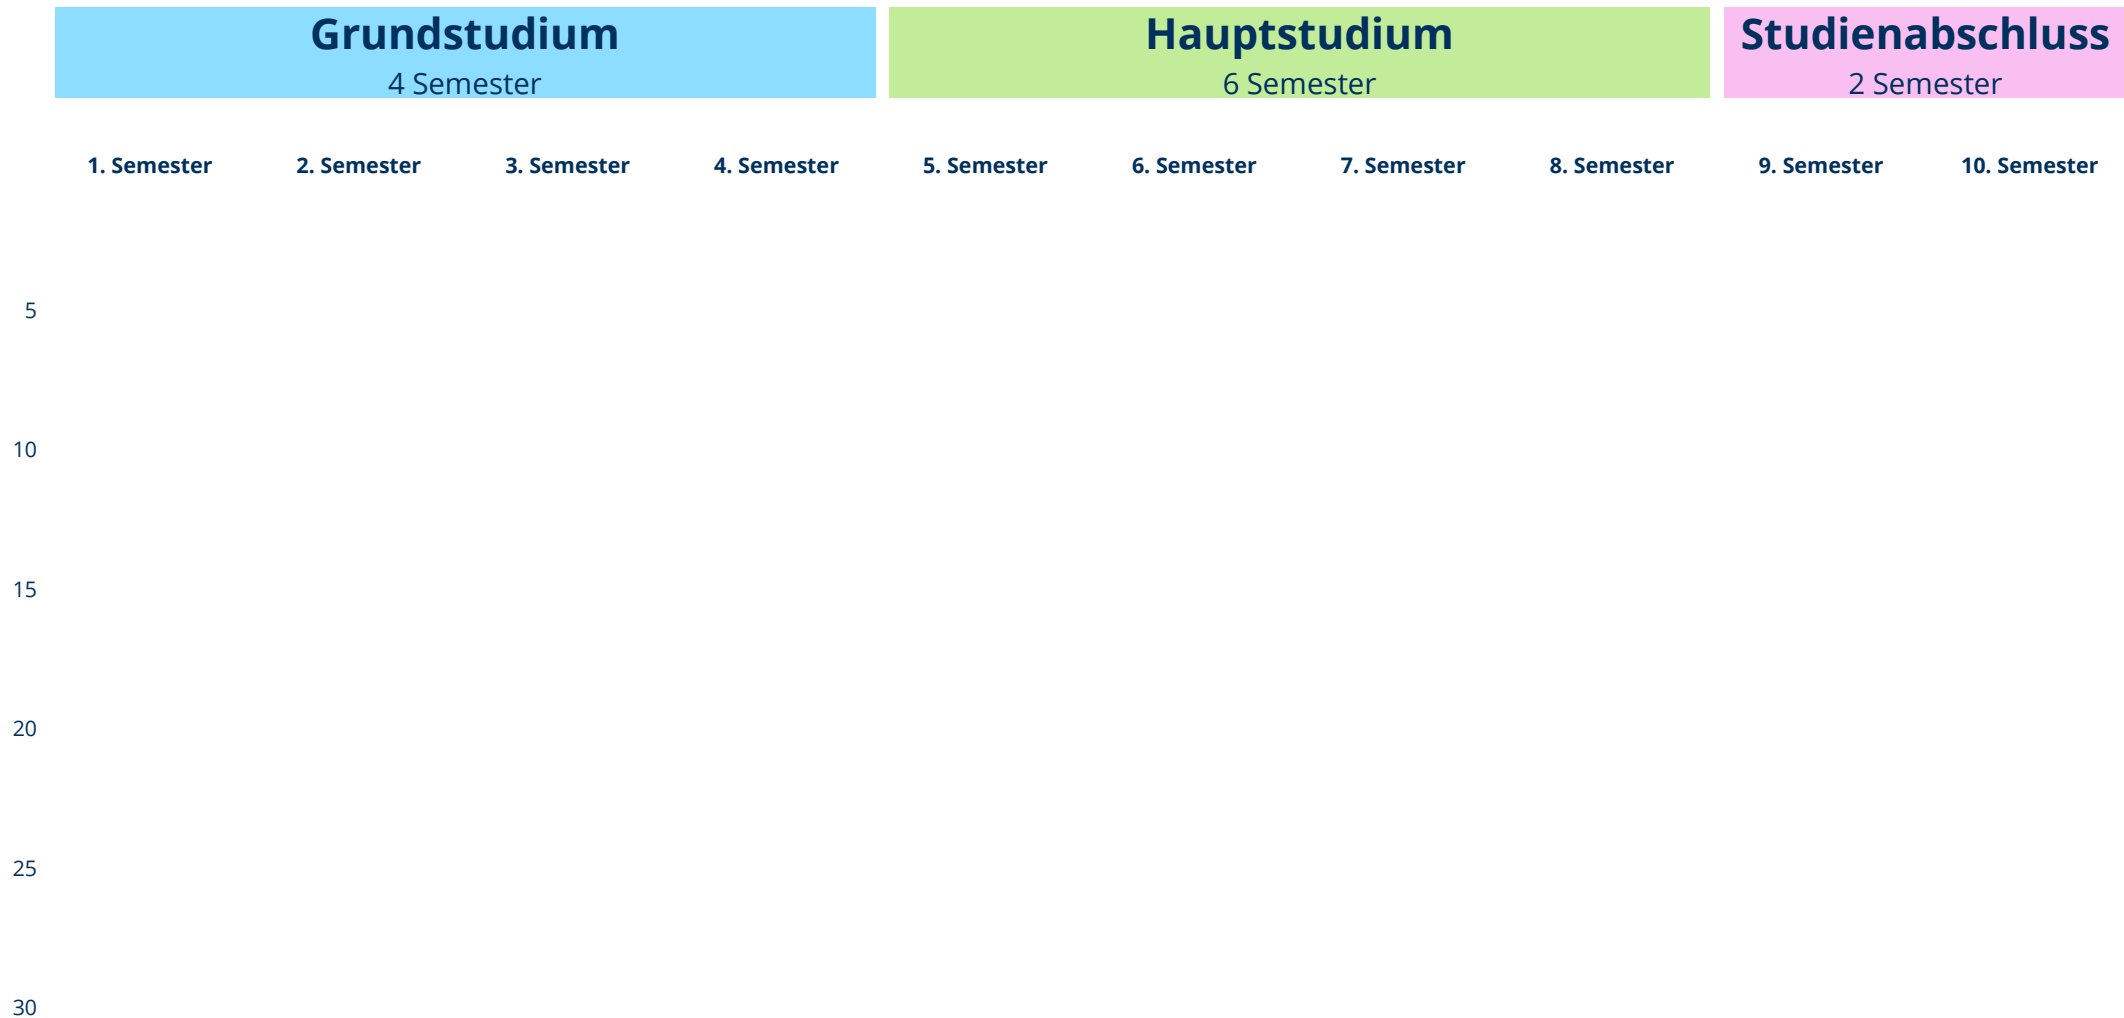 Grundstudium
4 Semester
Hauptstudium
6 Semester
Studienabschluss
2 Semester
1. Semester
2. Semester
3. Semester
4. Semester
5. Semester
6. Semester
7. Semester
8. Semester
9. Semester
10. Semester
5
10
15
20
25
30